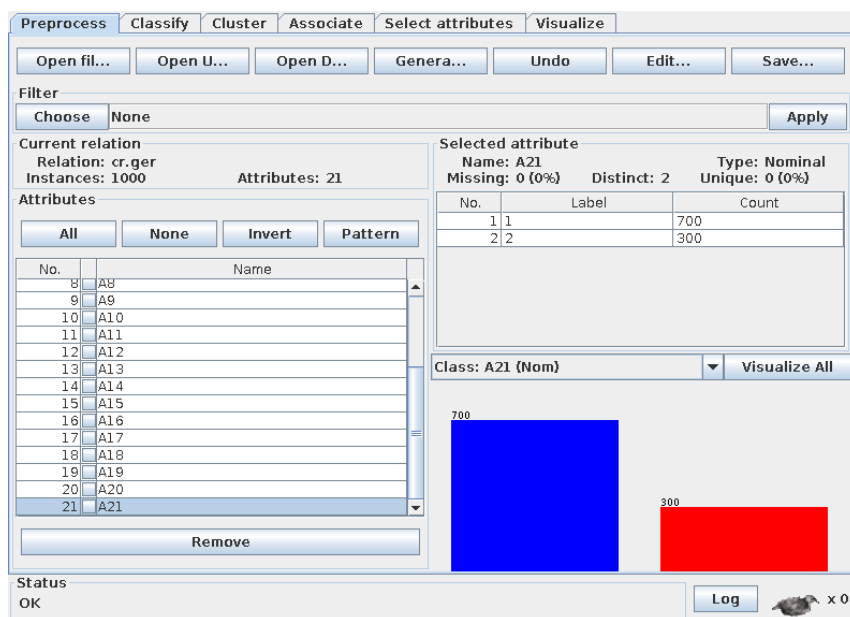 Preprocess Classify Cluster Associate Select attributes Visualize
Open fil... Open U... Open D... Genera... Undo Edit... Save...
Filter
Choose None Apply
Current relation
Relation: cr.ger
Instances: 1000 Attributes: 21
Attributes
All None Invert Pattern
No. Name
8 A8
9 A9
10 A10
11 A11
12 A12
13 A13
14 A14
15 A15
16 A16
17 A17
18 A18
19 A19
20 A20
21 A21
Remove
Selected attribute
Name: A21 Type: Nominal
Missing: 0 (0%) Distinct: 2 Unique: 0 (0%)
No. Label Count
1 1 700
2 2 300
Class: A21 (Nom) Visualize All
700
300
Status
OK
Log x 0